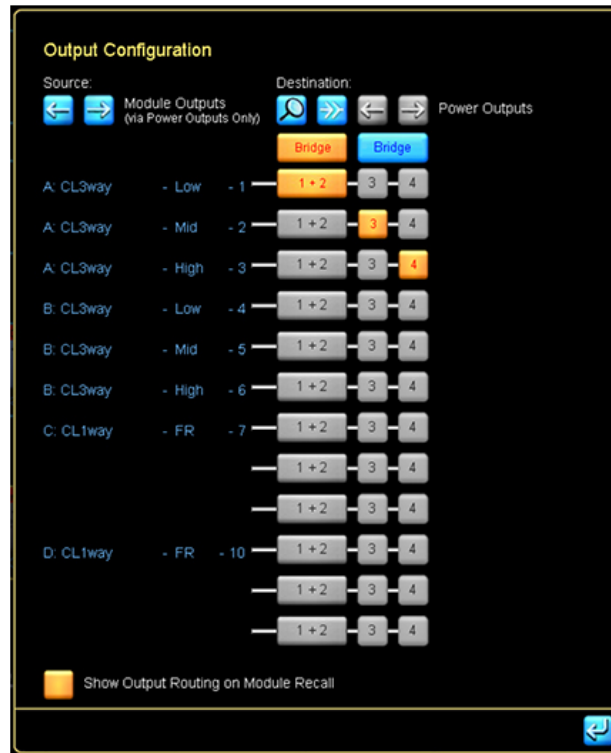 Output Configuration
Source: Destination:
Module Outputs Power Outputs
(via Power Outputs Only)
Bridge Bridge
A: CL3way - Low - 1 1 + 2 3 4
A: CL3way - Mid - 2 1 + 2 3 4
A: CL3way - High - 3 1 + 2 3 4
B: CL3way - Low - 4 1 + 2 3 4
B: CL3way - Mid - 5 1 + 2 3 4
B: CL3way - High - 6 1 + 2 3 4
C: CL1way - FR - 7 1 + 2 3 4
1 + 2 3 4
1 + 2 3 4
D: CL1way - FR - 10 1 + 2 3 4
1 + 2 3 4
1 + 2 3 4
Show Output Routing on Module Recall